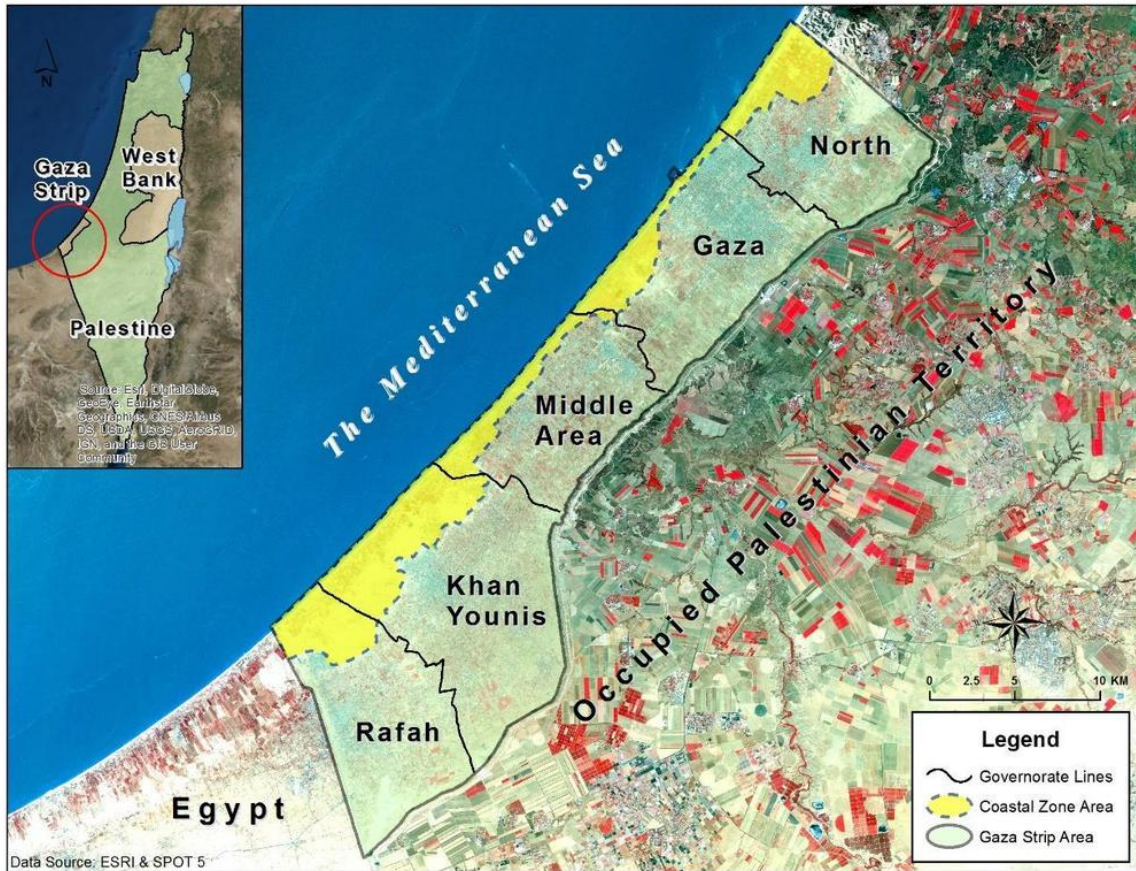 N
Gaza
Strip
West
Bank
Palestine
Source: Esri, DigitalGlobe,
GeoEye, Earthstar
Geographics, CNES/Airbus
DS, USDA, USGS, AeroGRID,
IGN, and the GIS User
Community
The Mediterranean Sea
North
Gaza
Middle
Area
Khan
Younis
Rafah
Egypt
Occupied Palestinian Territory
0 2.5 5 10 KM
Legend
Governorate Lines
Coastal Zone Area
Gaza Strip Area
Data Source: ESRI & SPOT 5